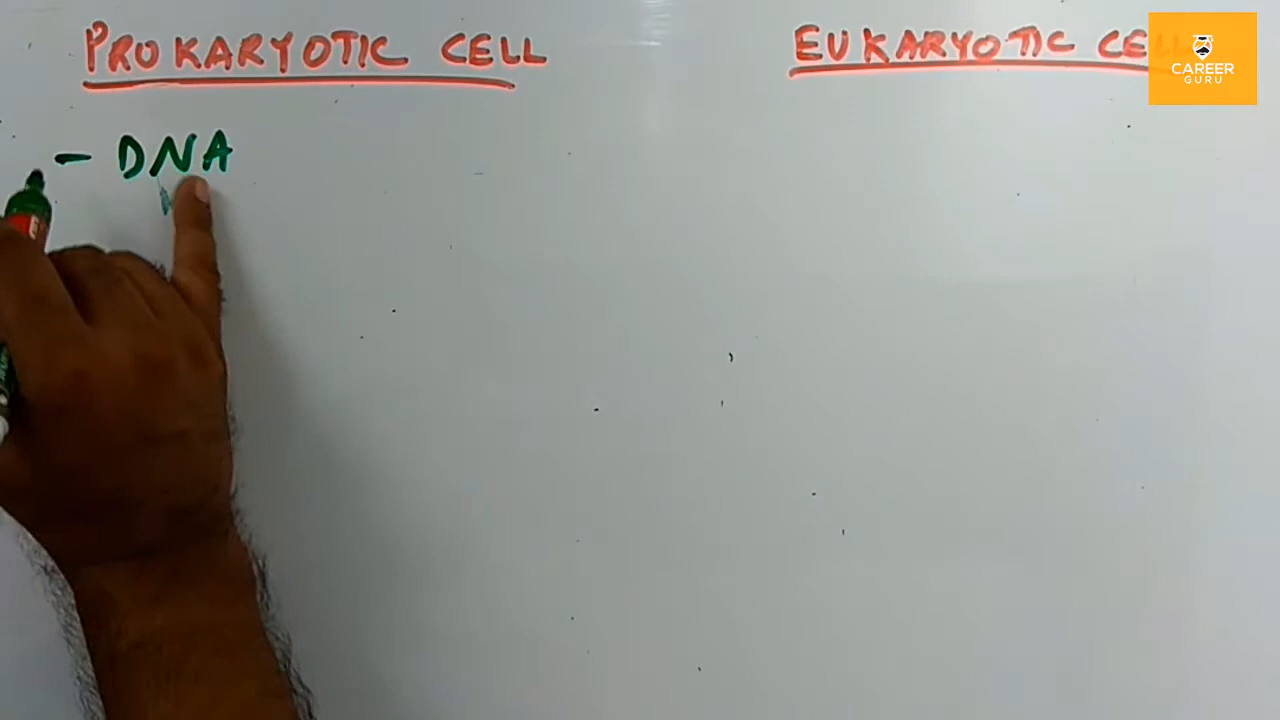 PROKARYOTIC CELL
EUKARYOTIC CELL
CAREER
GURU
- DNA